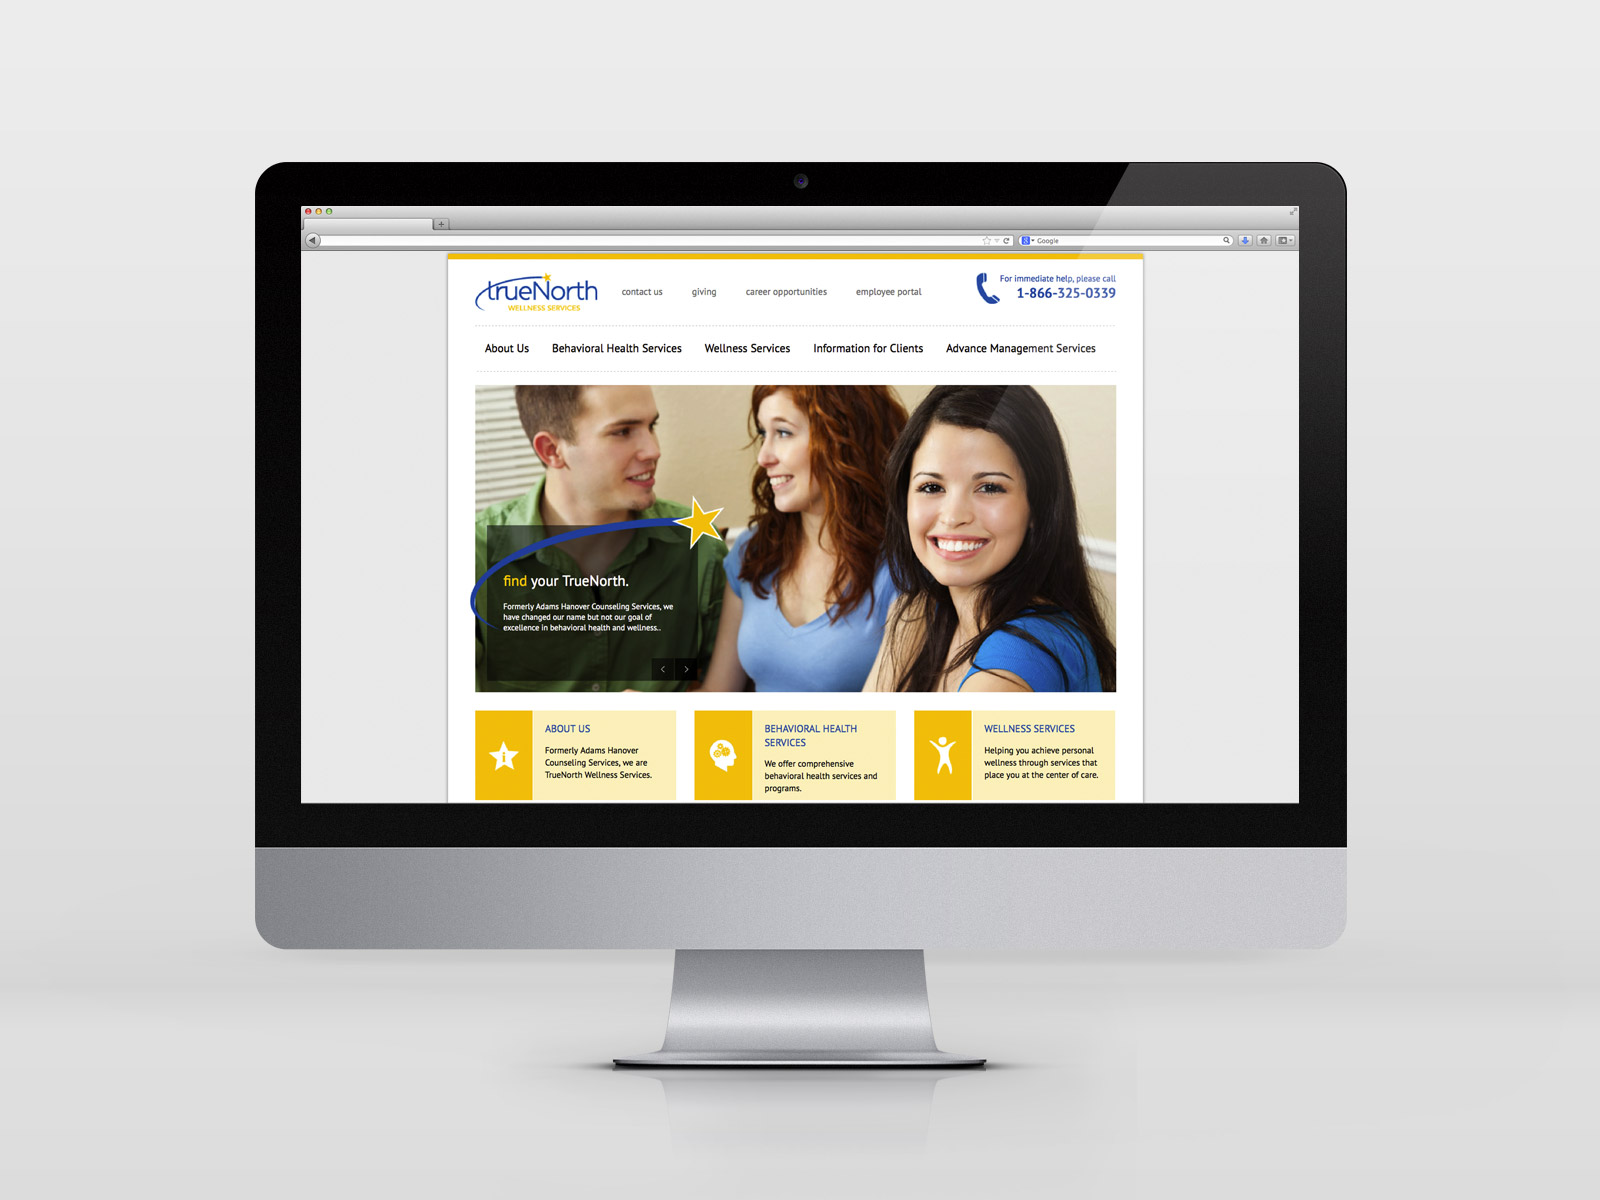 Google
trueNorth
WELLNESS SERVICES
contact us
giving
career opportunities
employee portal
For immediate help, please call
1-866-325-0339
About Us
Behavioral Health Services
Wellness Services
Information for Clients
Advance Management Services
find your TrueNorth.
Formerly Adams Hanover Counseling Services, we
have changed our name but not our goal of
excellence in behavioral health and wellness..
ABOUT US
Formerly Adams Hanover
Counseling Services, we are
TrueNorth Wellness Services.
BEHAVIORAL HEALTH
SERVICES
We offer comprehensive
behavioral health services and
programs.
WELLNESS SERVICES
Helping you achieve personal
wellness through services that
place you at the center of care.